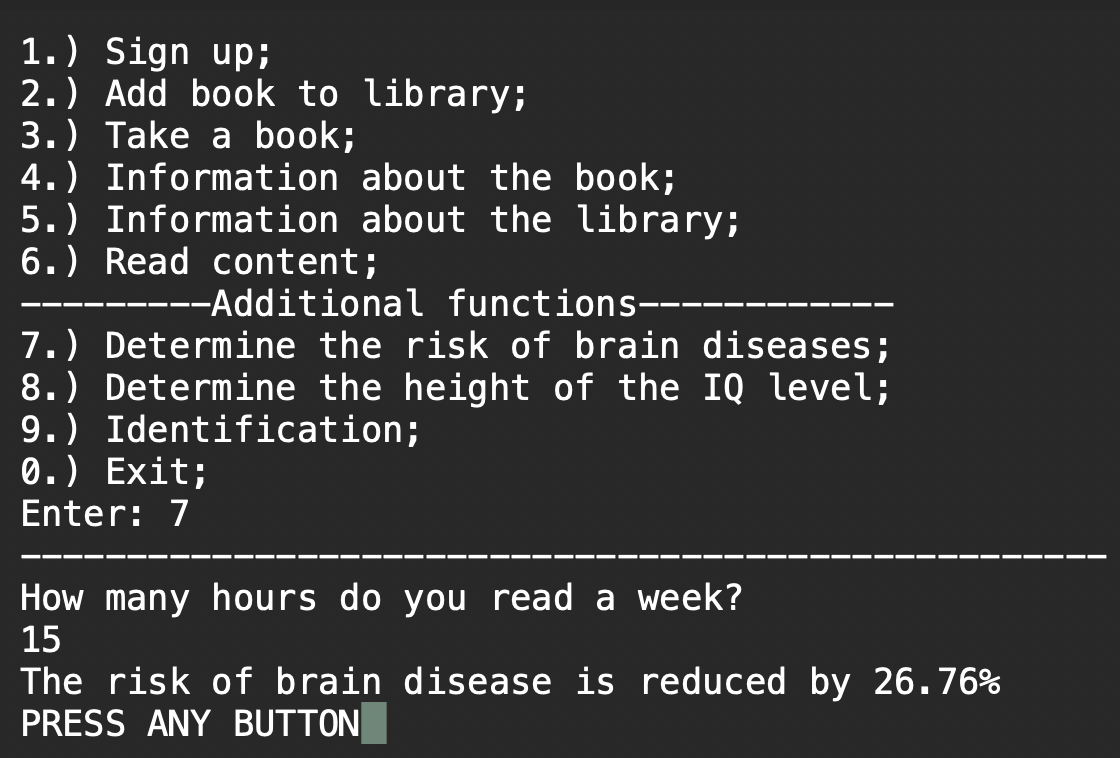 1.) Sign up;
2.) Add book to library;
3.) Take a book;
4.) Information about the book;
5.) Information about the library;
6.) Read content;
---------Additional functions------------
7.) Determine the risk of brain diseases;
8.) Determine the height of the IQ level;
9.) Identification;
0.) Exit;
Enter: 7
---------------------------------------------------
How many hours do you read a week?
15
The risk of brain disease is reduced by 26.76%
PRESS ANY BUTTON